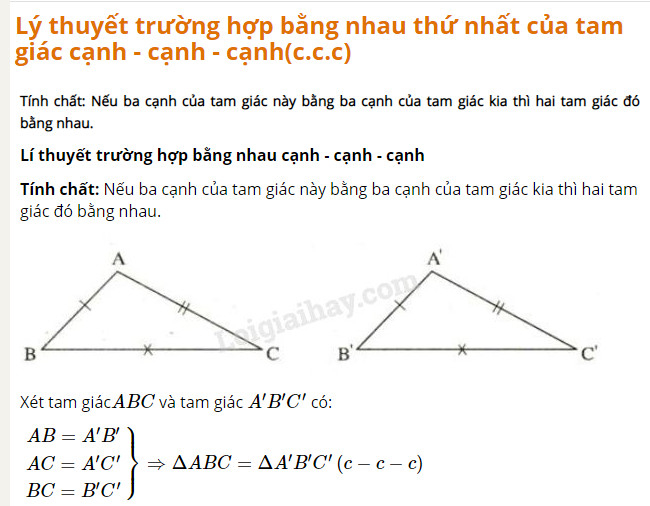 Lý thuyết trường hợp bằng nhau thứ nhất của tam
giác cạnh - cạnh - cạnh(c.c.c)
Tính chất: Nếu ba cạnh của tam giác này bằng ba cạnh của tam giác kia thì hai tam giác đó
bằng nhau.
Lí thuyết trường hợp bằng nhau cạnh - cạnh - cạnh
Tính chất: Nếu ba cạnh của tam giác này bằng ba cạnh của tam giác kia thì hai tam
giác đó bằng nhau.
A A'
Loigiaihay.com
B C B' C'
Xét tam giác ABC và tam giác A'B'C' có:
AB = A'B'
AC = A'C' } ⇒ ΔABC = ΔA'B'C' (c − c − c)
BC = B'C'